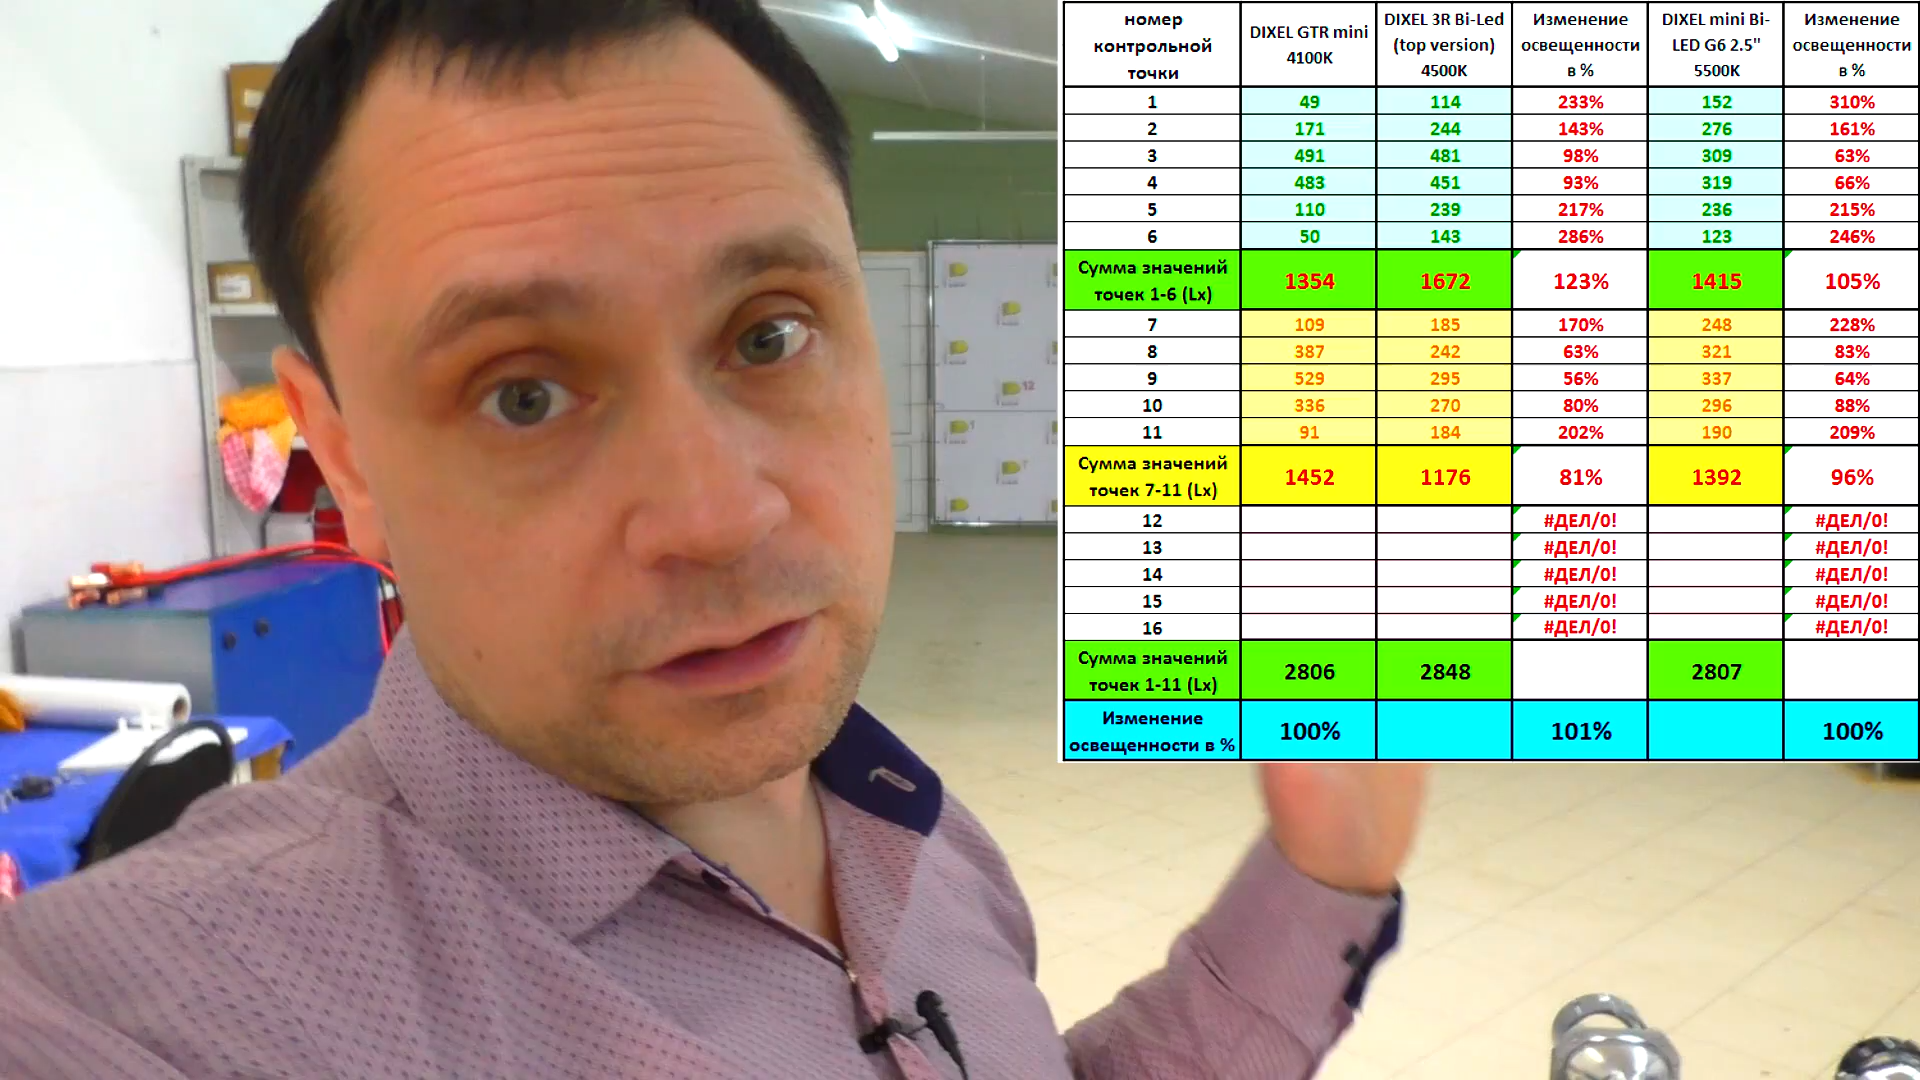 номер контрольной точки DIXEL GTR mini 4100K DIXEL 3R Bi-Led (top version) 4500K Изменение освещенности в % DIXEL mini Bi-LED G6 2.5" 5500K Изменение освещенности в %
1 49 114 233% 152 310%
2 171 244 143% 276 161%
3 491 481 98% 309 63%
4 483 451 93% 319 66%
5 110 239 217% 236 215%
6 50 143 286% 123 246%
Сумма значений точек 1-6 (Lx) 1354 1672 123% 1415 105%
7 109 185 170% 248 228%
8 387 242 63% 321 83%
9 529 295 56% 337 64%
10 336 270 80% 296 88%
11 91 184 202% 190 209%
Сумма значений точек 7-11 (Lx) 1452 1176 81% 1392 96%
12 #ДЕЛ/0! #ДЕЛ/0!
13 #ДЕЛ/0! #ДЕЛ/0!
14 #ДЕЛ/0! #ДЕЛ/0!
15 #ДЕЛ/0! #ДЕЛ/0!
16 #ДЕЛ/0! #ДЕЛ/0!
Сумма значений точек 1-11 (Lx) 2806 2848 2807
Изменение освещенности в % 100% 101% 100%
12